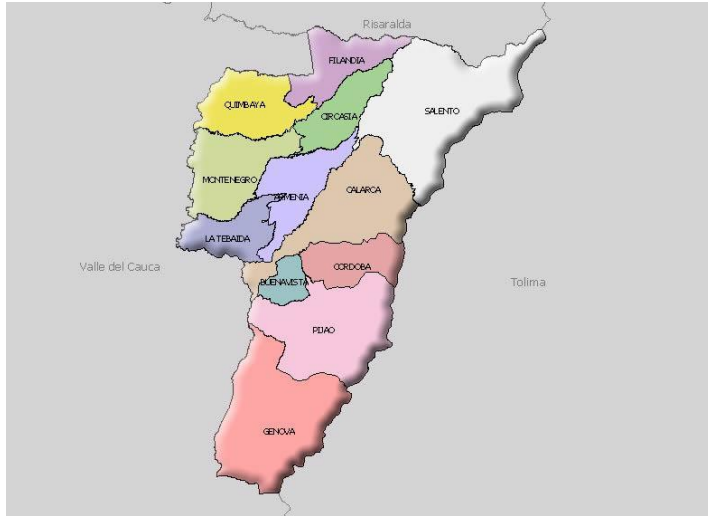 Risaralda
FILANDIA
QUIMBAYA
CIRCASIA
SALENTO
MONTENEGRO
CALARCA
ARMENIA
LA TEBAIDA
Valle del Cauca
CORDOBA
BUENAVISTA
Tolima
PIJAO
GENOVA